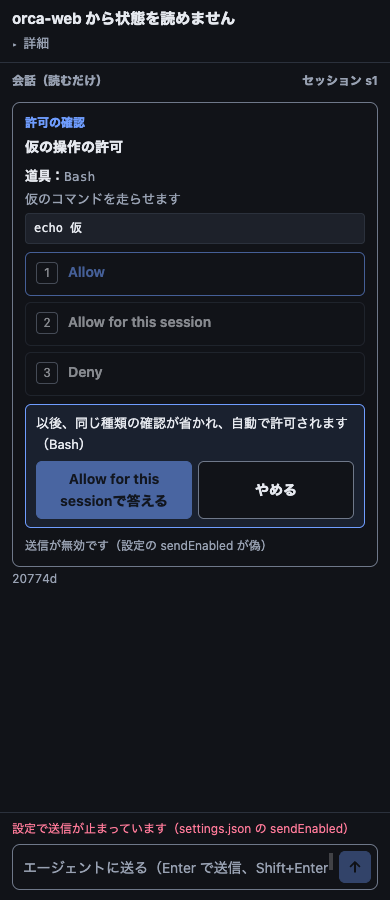 orca-web から状態を読めません
▸ 詳細
会話（読むだけ） セッション s1
許可の確認
仮の操作の許可
道具：Bash
仮のコマンドを走らせます
echo 仮
1 Allow
2 Allow for this session
3 Deny
以後、同じ種類の確認が省かれ、自動で許可されます
（Bash）
Allow for this
sessionで答える
やめる
送信が無効です（設定の sendEnabled が偽）
20774d
設定で送信が止まっています（settings.json の sendEnabled）
エージェントに送る（Enter で送信、Shift+Enter
↑